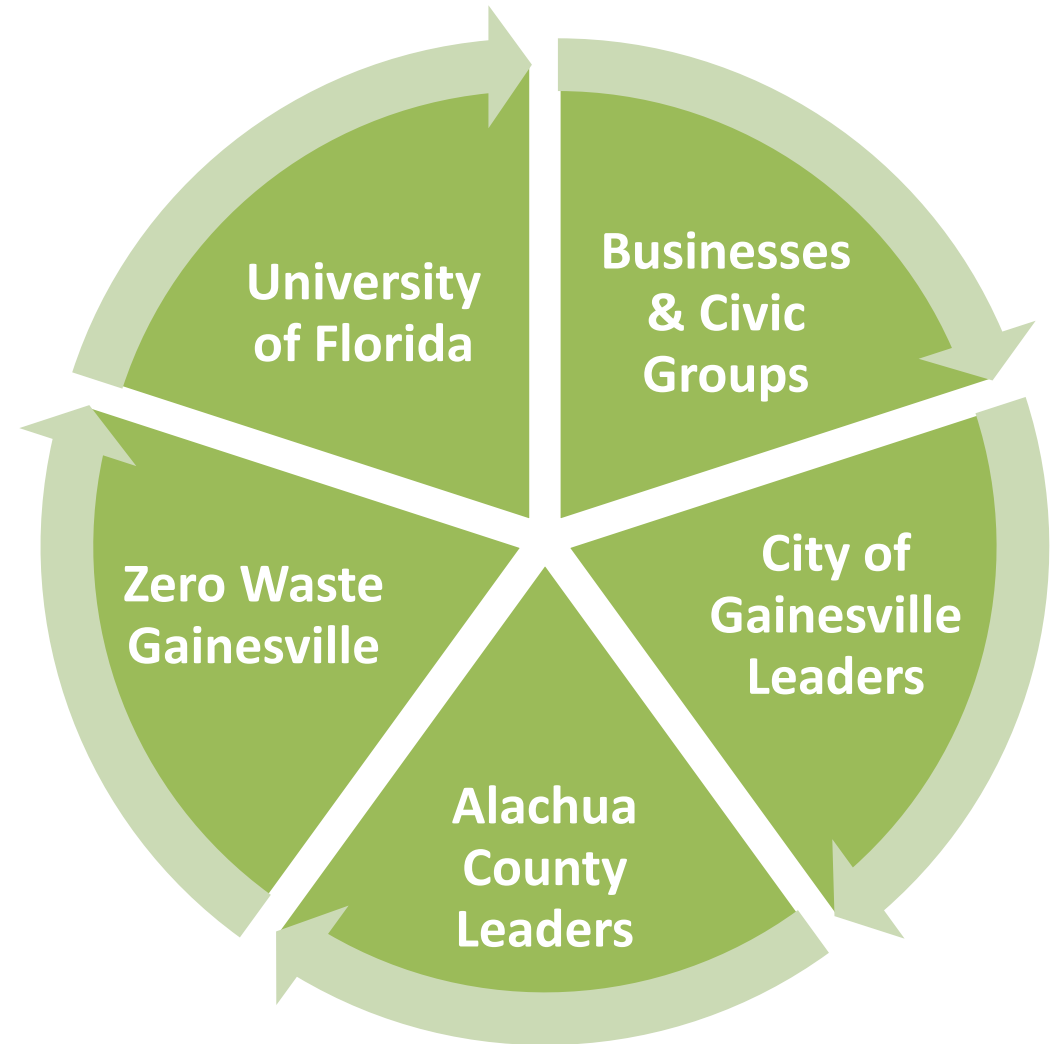 University
of Florida
Businesses
& Civic
Groups
City of
Gainesville
Leaders
Alachua
County
Leaders
Zero Waste
Gainesville